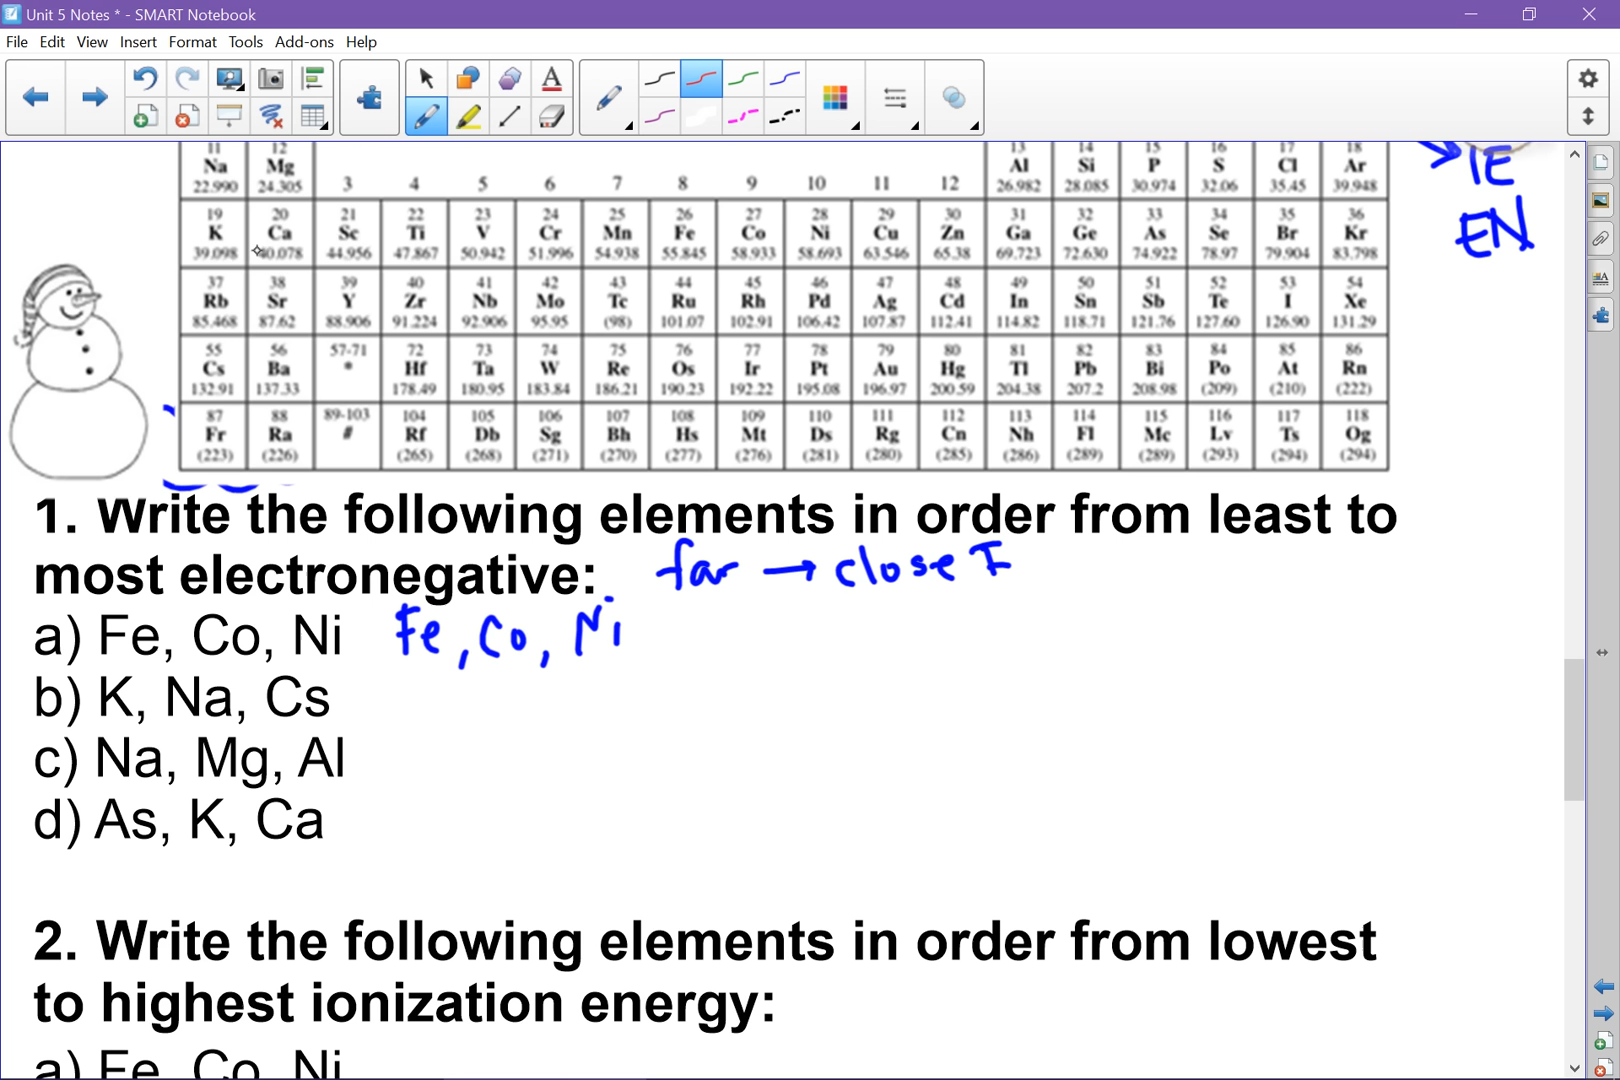 Unit 5 Notes * - SMART Notebook
File Edit View Insert Format Tools Add-ons Help
11 12 13 14 15 16 17 18
Na Mg Al Si P S Cl Ar
22.990 24.305 3 4 5 6 7 8 9 10 11 12 26.982 28.085 30.974 32.06 35.45 39.948
IE
EN
19 20 21 22 23 24 25 26 27 28 29 30 31 32 33 34 35 36
K Ca Sc Ti V Cr Mn Fe Co Ni Cu Zn Ga Ge As Se Br Kr
39.098 40.078 44.956 47.867 50.942 51.996 54.938 55.845 58.933 58.693 63.546 65.38 69.723 72.630 74.922 78.97 79.904 83.798
37 38 39 40 41 42 43 44 45 46 47 48 49 50 51 52 53 54
Rb Sr Y Zr Nb Mo Tc Ru Rh Pd Ag Cd In Sn Sb Te I Xe
85.468 87.62 88.906 91.224 92.906 95.95 (98) 101.07 102.91 106.42 107.87 112.41 114.82 118.71 121.76 127.60 126.90 131.29
55 56 57-71 72 73 74 75 76 77 78 79 80 81 82 83 84 85 86
Cs Ba * Hf Ta W Re Os Ir Pt Au Hg Tl Pb Bi Po At Rn
132.91 137.33 178.49 180.95 183.84 186.21 190.23 192.22 195.08 196.97 200.59 204.38 207.2 208.98 (209) (210) (222)
87 88 89-103 104 105 106 107 108 109 110 111 112 113 114 115 116 117 118
Fr Ra # Rf Db Sg Bh Hs Mt Ds Rg Cn Nh Fl Mc Lv Ts Og
(223) (226) (265) (268) (271) (270) (277) (276) (281) (280) (285) (286) (289) (289) (293) (294) (294)
1. Write the following elements in order from least to
most electronegative: far → close F
a) Fe, Co, Ni Fe, Co, Ni
b) K, Na, Cs
c) Na, Mg, Al
d) As, K, Ca
2. Write the following elements in order from lowest
to highest ionization energy:
a) Fe, Co, Ni